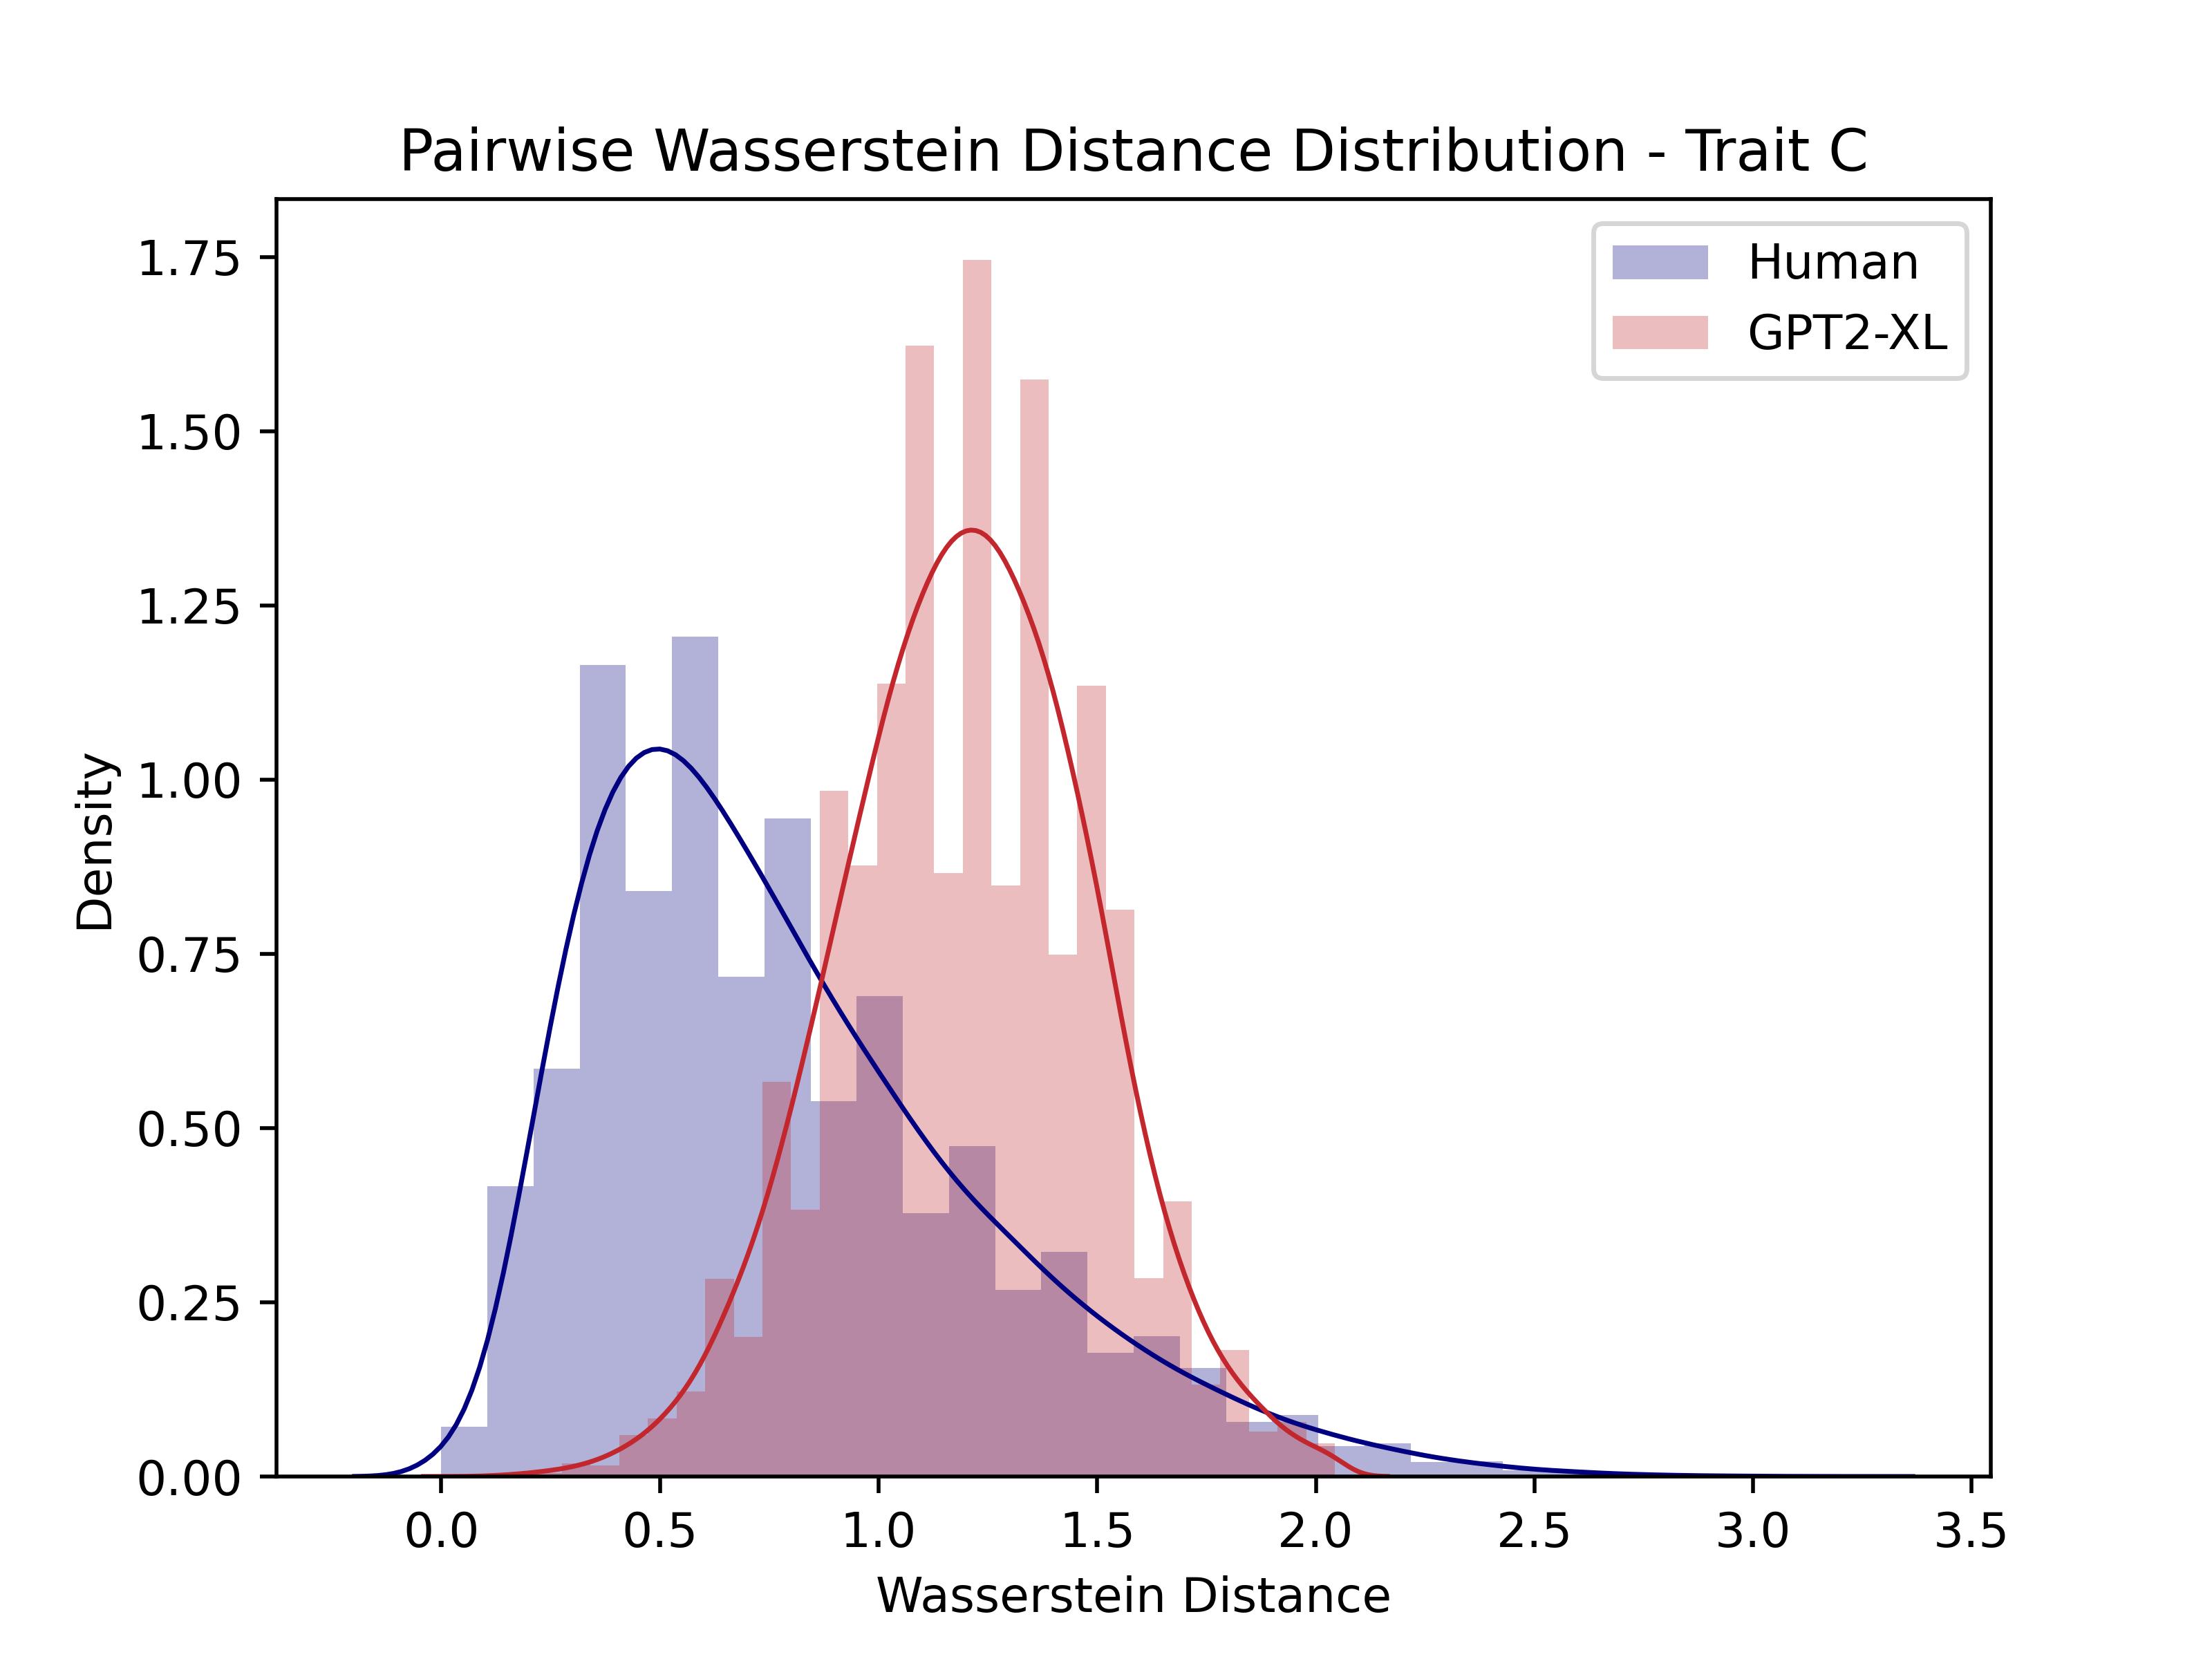 Pairwise Wasserstein Distance Distribution - Trait C
Human
GPT2-XL
1.75
1.50
1.25
1.00
0.75
0.50
0.25
0.00
Density
0.0 0.5 1.0 1.5 2.0 2.5 3.0 3.5
Wasserstein Distance